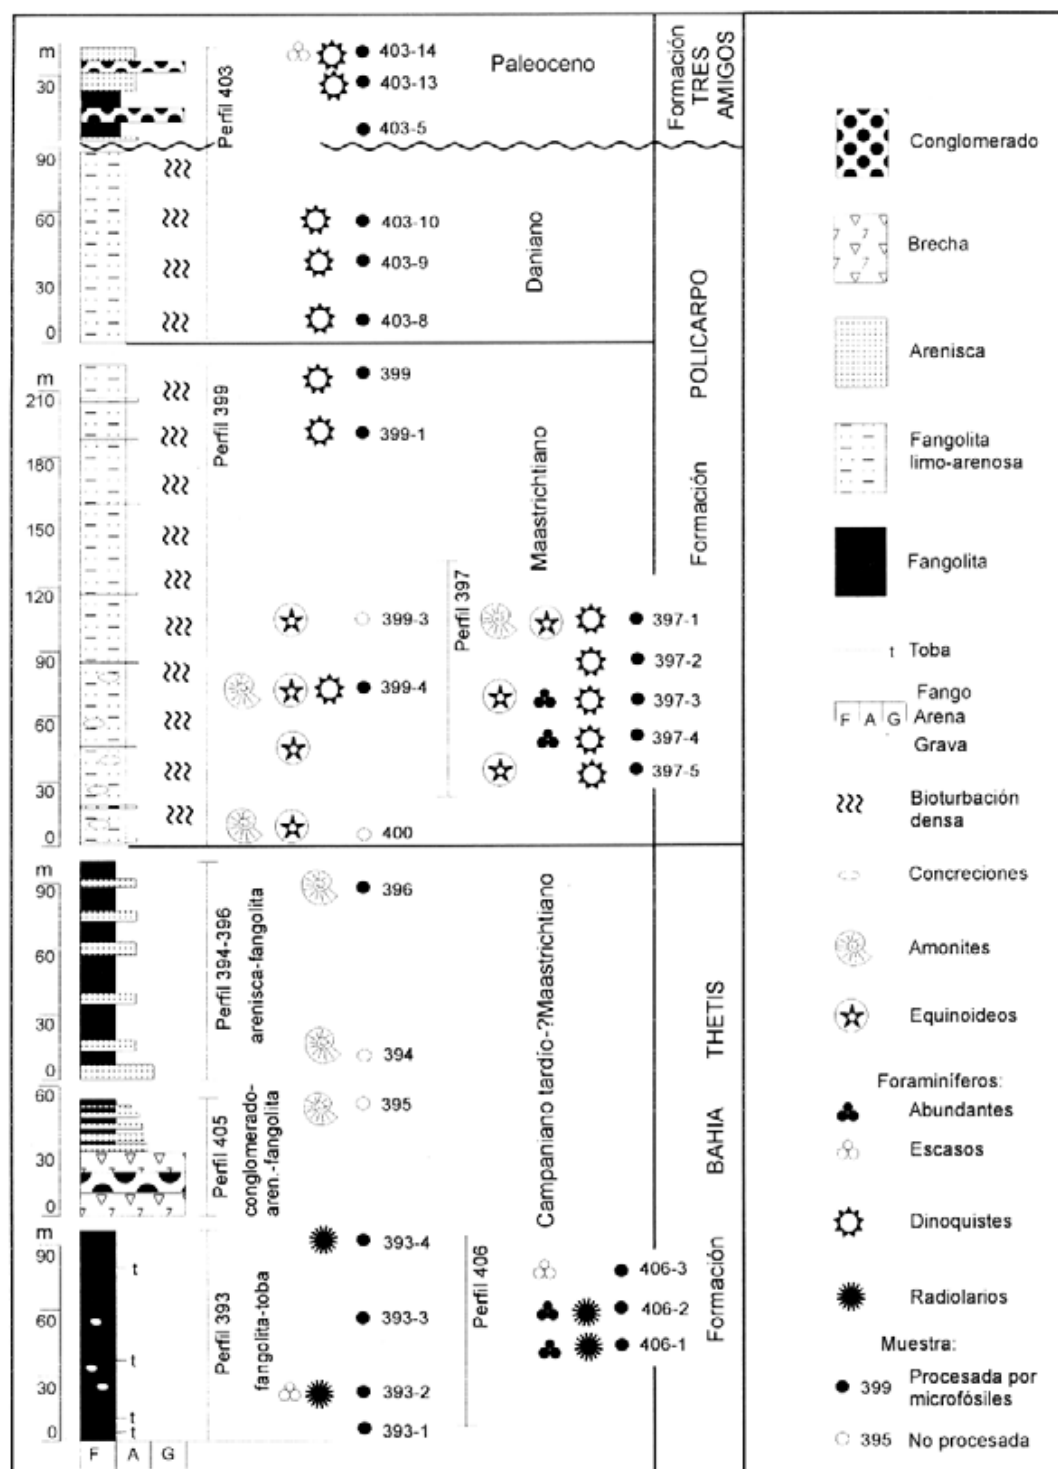 m
30
Perfil 403
403-14
403-13
403-5
Paleoceno
Formación
TRES
AMIGOS
90
60
30
0
403-10
403-9
403-8
Daniano
POLICARPO
Formación
m
210
180
150
120
90
60
30
0
Perfil 399
399
399-1
399-3
399-4
400
Maastrichtiano
Perfil 397
397-1
397-2
397-3
397-4
397-5
m
90
60
30
0
Perfil 394-396
arenisca-fangolita
396
394
395
60
30
0
Perfil 405
conglomerado-
aren.-fangolita
Campaniano tardio-?Maastrichtiano
THETIS
BAHIA
Formación
m
90
60
30
0
t
t
t
t
F A G
Perfil 393
fangolita-toba
393-4
393-3
393-2
393-1
Perfil 406
406-3
406-2
406-1
Conglomerado
Brecha
Arenisca
Fangolita
limo-arenosa
Fangolita
t Toba
Fango
F A G Arena
Grava
Bioturbación
densa
Concreciones
Amonites
Equinoideos
Foraminíferos:
Abundantes
Escasos
Dinoquistes
Radiolarios
Muestra:
399 Procesada por
microfósiles
395 No procesada